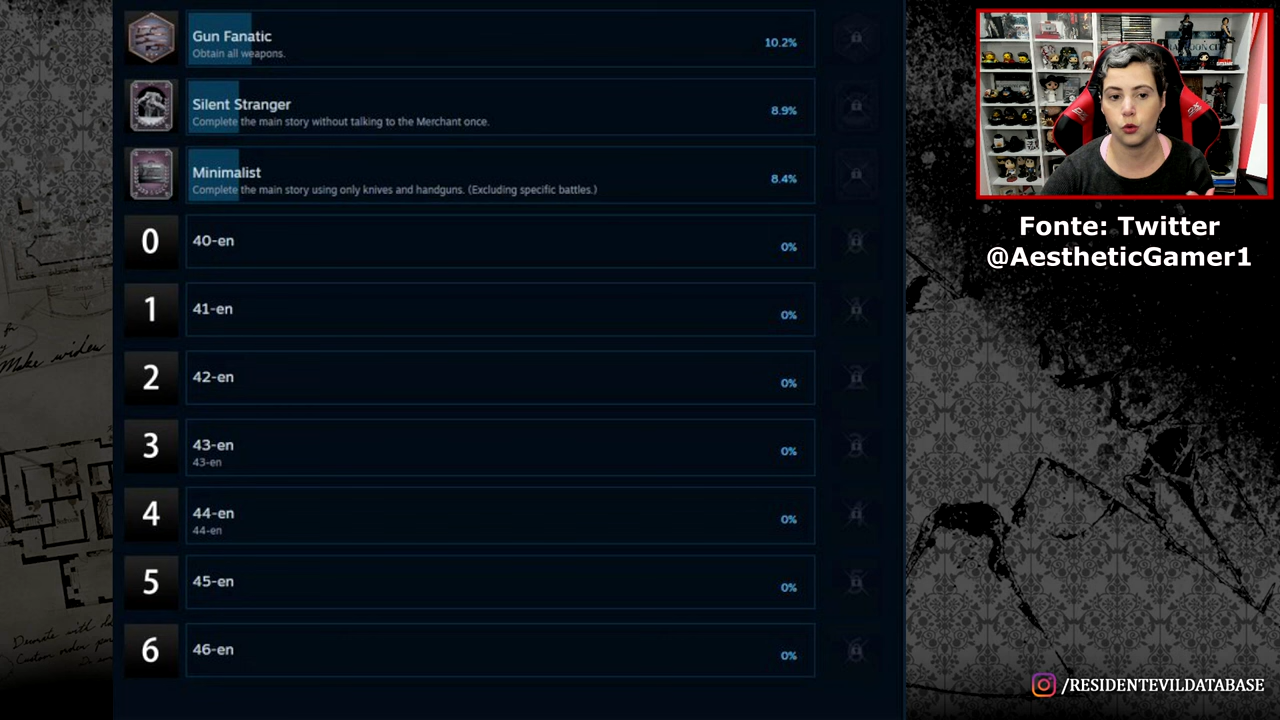 Gun Fanatic
Obtain all weapons.
10.2%
Silent Stranger
Complete the main story without talking to the Merchant once.
8.9%
Minimalist
Complete the main story using only knives and handguns. (Excluding specific battles.)
8.4%
0
40-en
0%
1
41-en
0%
2
42-en
0%
3
43-en
43-en
0%
4
44-en
44-en
0%
5
45-en
0%
6
46-en
0%
Fonte: Twitter
@AestheticGamer1
Make widew
/RESIDENTEVILDATABASE